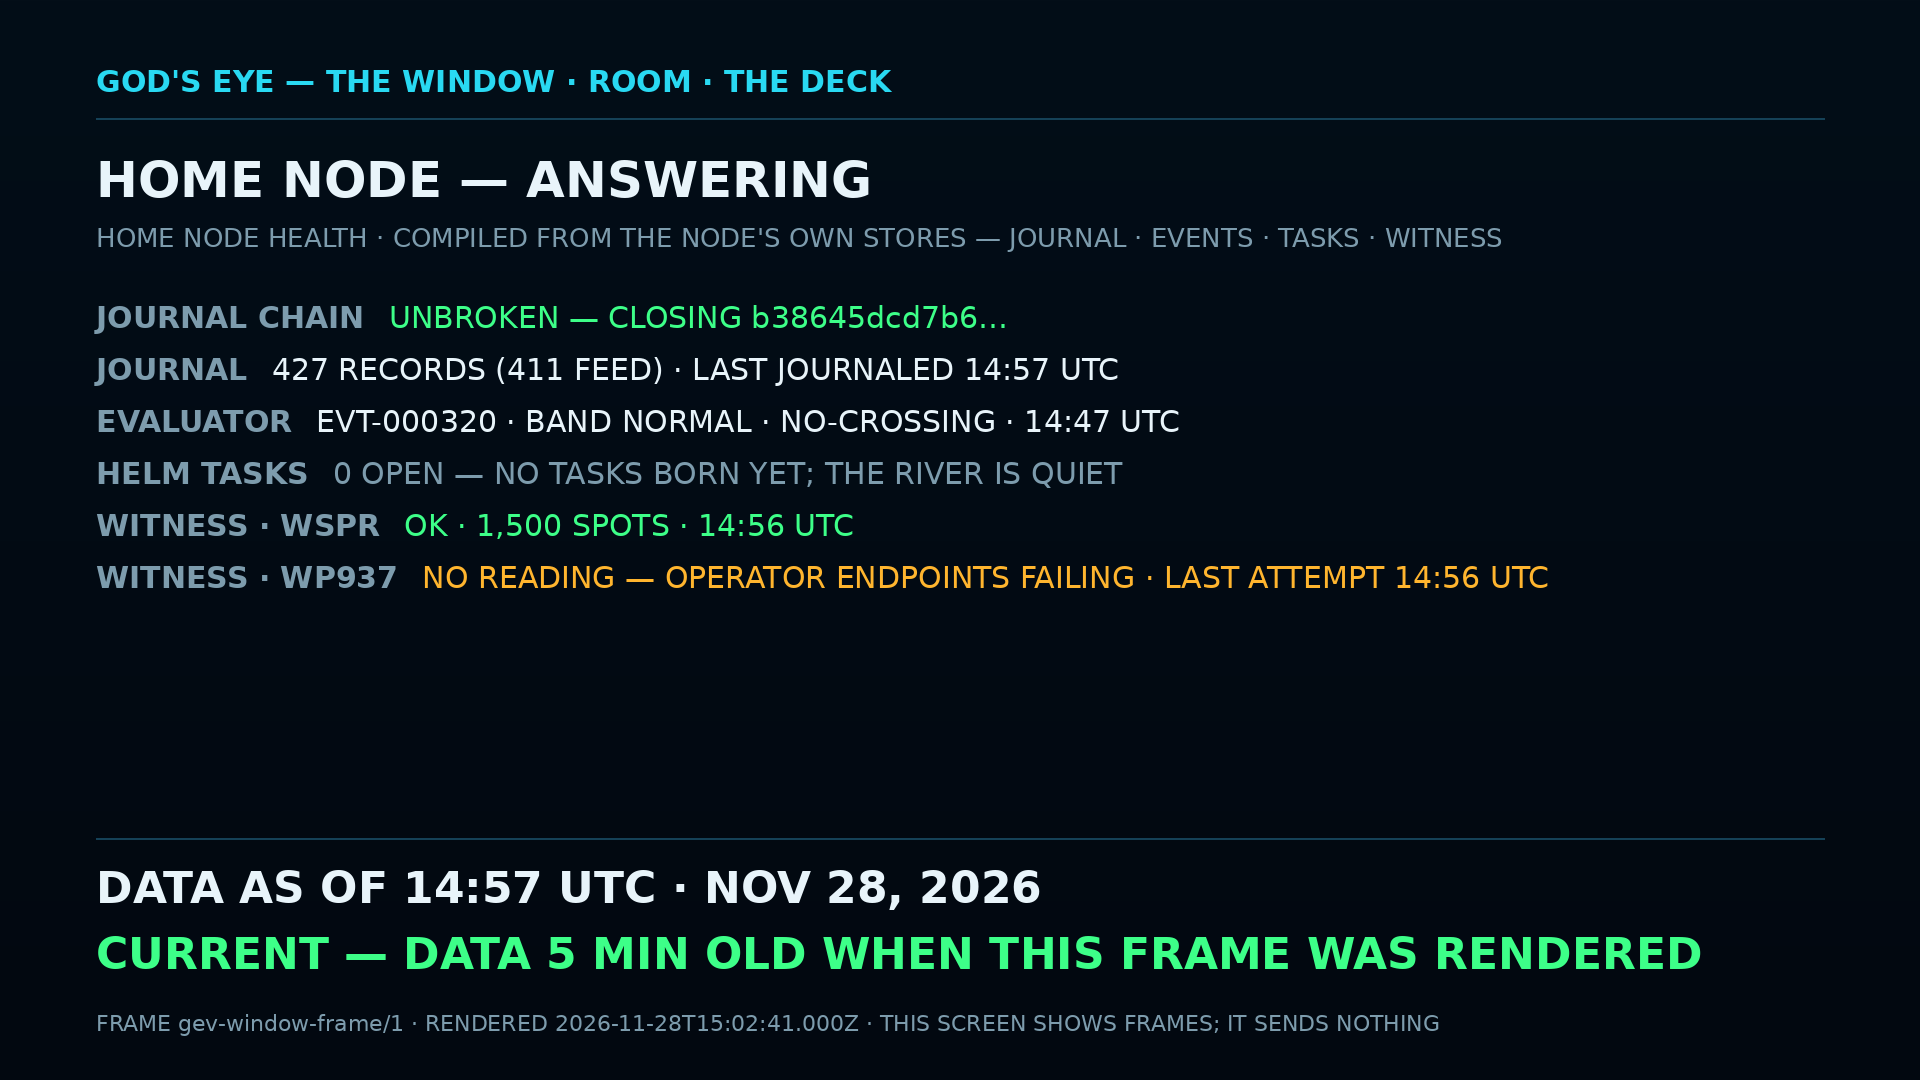 GOD'S EYE — THE WINDOW · ROOM · THE DECK
HOME NODE — ANSWERING
HOME NODE HEALTH · COMPILED FROM THE NODE'S OWN STORES — JOURNAL · EVENTS · TASKS · WITNESS
JOURNAL CHAIN UNBROKEN — CLOSING b38645dcd7b6…
JOURNAL 427 RECORDS (411 FEED) · LAST JOURNALED 14:57 UTC
EVALUATOR EVT-000320 · BAND NORMAL · NO-CROSSING · 14:47 UTC
HELM TASKS 0 OPEN — NO TASKS BORN YET; THE RIVER IS QUIET
WITNESS · WSPR OK · 1,500 SPOTS · 14:56 UTC
WITNESS · WP937 NO READING — OPERATOR ENDPOINTS FAILING · LAST ATTEMPT 14:56 UTC
DATA AS OF 14:57 UTC · NOV 28, 2026
CURRENT — DATA 5 MIN OLD WHEN THIS FRAME WAS RENDERED
FRAME gev-window-frame/1 · RENDERED 2026-11-28T15:02:41.000Z · THIS SCREEN SHOWS FRAMES; IT SENDS NOTHING